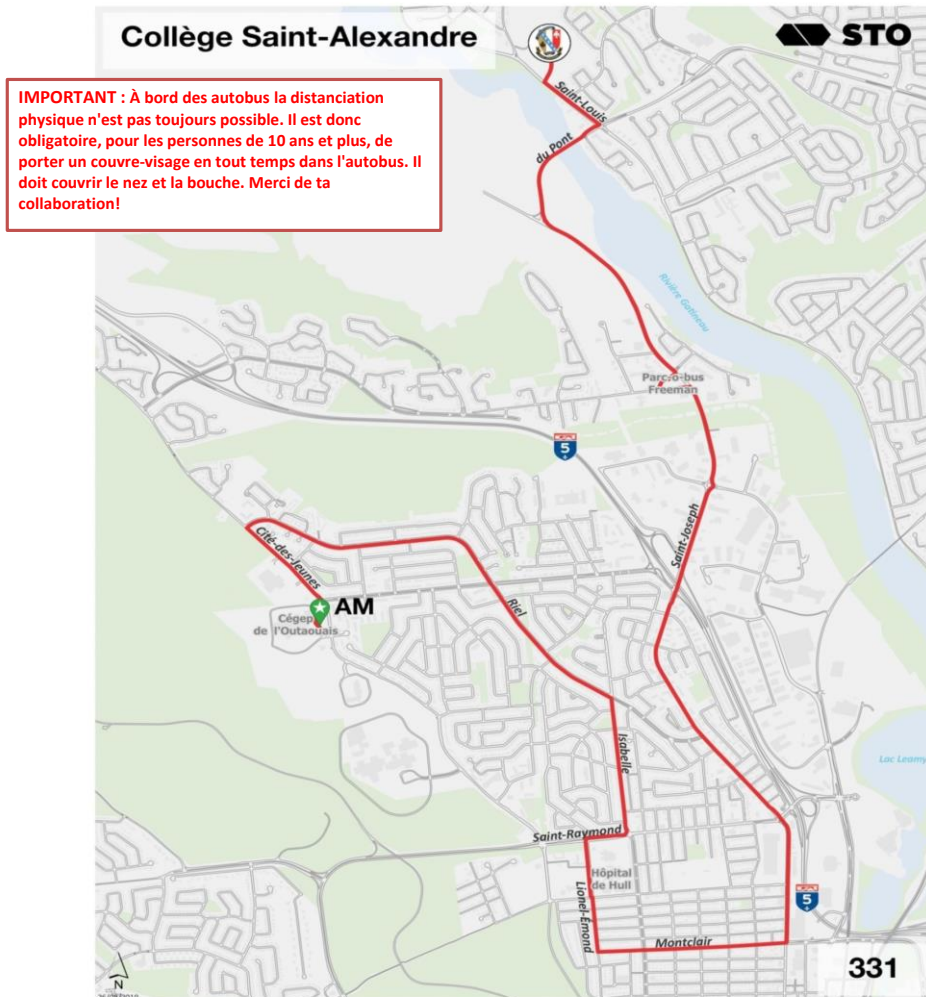 Collège Saint-Alexandre
STO
IMPORTANT : À bord des autobus la distanciation
physique n'est pas toujours possible. Il est donc
obligatoire, pour les personnes de 10 ans et plus, de
porter un couvre-visage en tout temps dans l'autobus. Il
doit couvrir le nez et la bouche. Merci de ta
collaboration!
Saint-Louis
du Pont
Rivière Gatineau
Parc-o-bus
Freeman
5
Saint-Joseph
Cité-des-Jeunes
AM
Cégep
de l'Outaouais
Riel
Isabelle
Lac Leamy
Saint-Raymond
Hôpital
de Hull
Lionel-Émond
5
Montclair
331
N